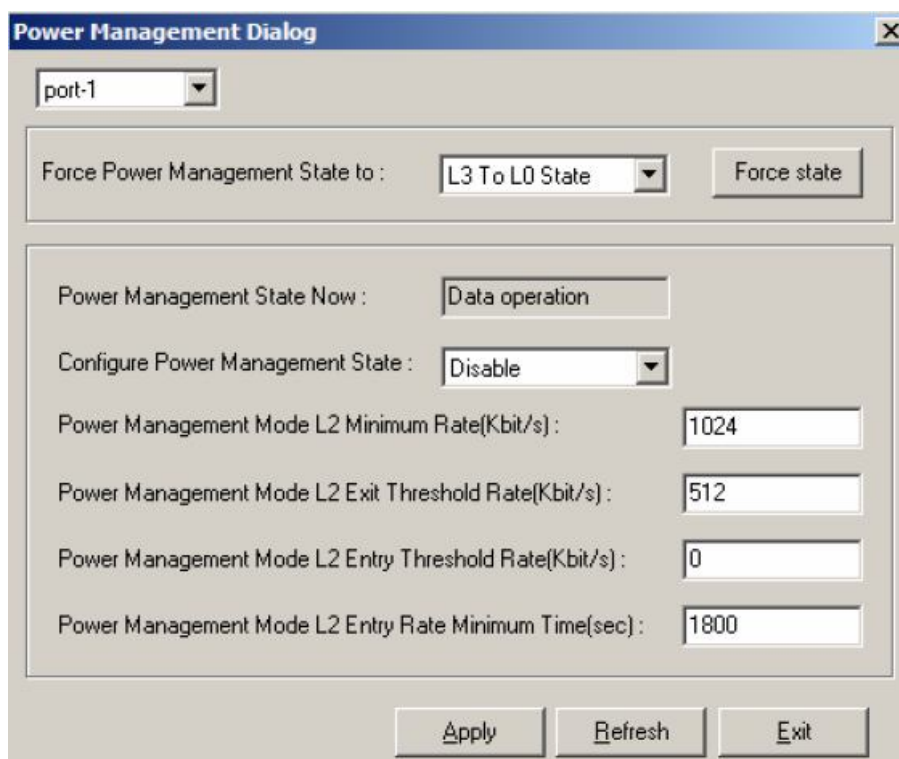 Power Management Dialog
port-1
Force Power Management State to : L3 To L0 State Force state
Power Management State Now : Data operation
Configure Power Management State : Disable
Power Management Mode L2 Minimum Rate(Kbit/s) : 1024
Power Management Mode L2 Exit Threshold Rate(Kbit/s) : 512
Power Management Mode L2 Entry Threshold Rate(Kbit/s) : 0
Power Management Mode L2 Entry Rate Minimum Time(sec) : 1800
Apply Refresh Exit